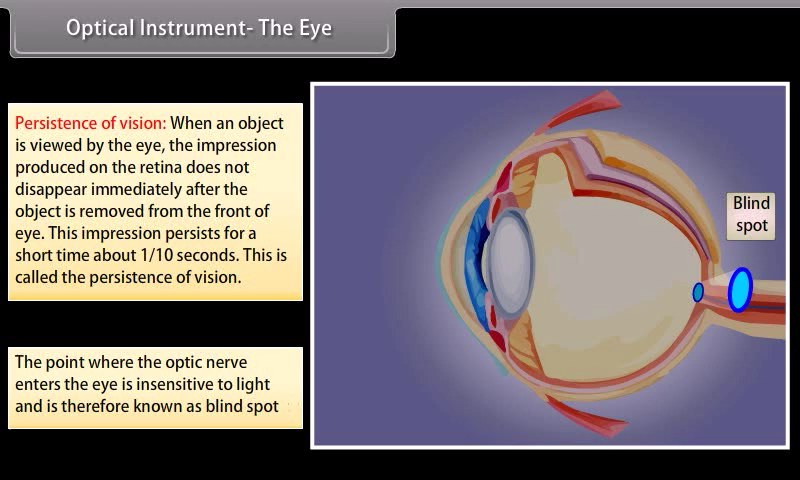 Optical Instrument- The Eye
Persistence of vision: When an object
is viewed by the eye, the impression
produced on the retina does not
disappear immediately after the
object is removed from the front of
eye. This impression persists for a
short time about 1/10 seconds. This is
called the persistence of vision.
Blind
spot
The point where the optic nerve
enters the eye is insensitive to light
and is therefore known as blind spot